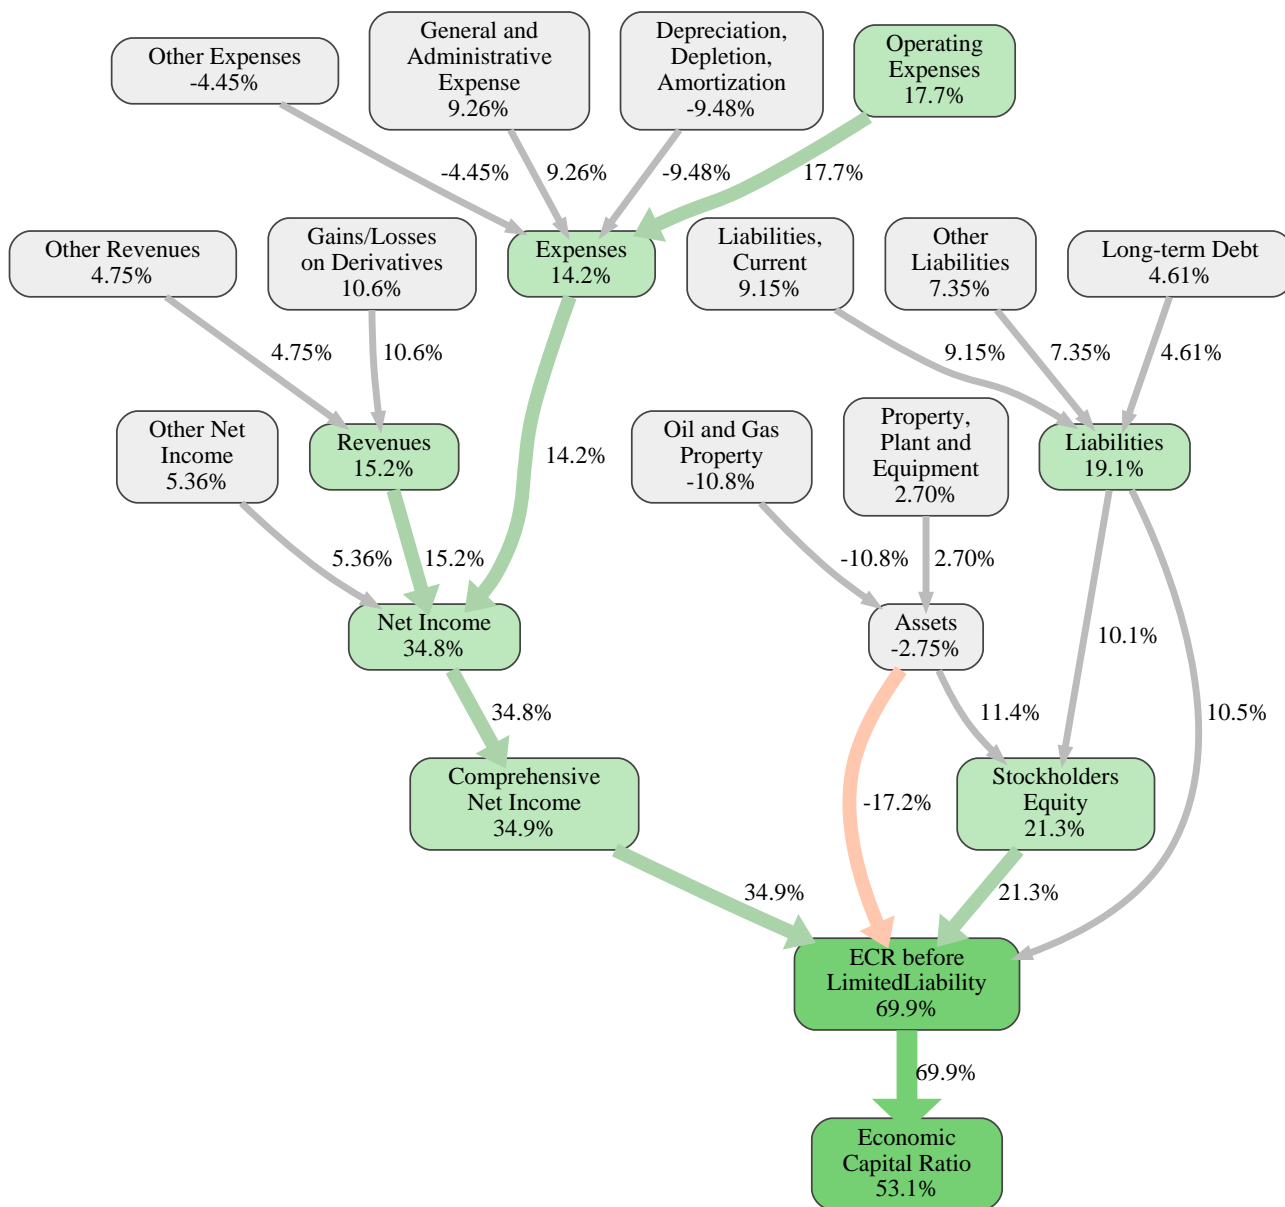 Other Expenses
-4.45%
General and
Administrative
Expense
9.26%
Depreciation,
Depletion,
Amortization
-9.48%
Operating
Expenses
17.7%
-4.45%
9.26%
-9.48%
17.7%
Other Revenues
4.75%
Gains/Losses
on Derivatives
10.6%
Expenses
14.2%
Liabilities,
Current
9.15%
Other
Liabilities
7.35%
Long-term Debt
4.61%
4.75%
10.6%
9.15%
7.35%
4.61%
Other Net
Income
5.36%
Revenues
15.2%
14.2%
Oil and Gas
Property
-10.8%
Property,
Plant and
Equipment
2.70%
Liabilities
19.1%
5.36%
15.2%
-10.8%
2.70%
Net Income
34.8%
Assets
-2.75%
10.1%
34.8%
11.4%
10.5%
Comprehensive
Net Income
34.9%
-17.2%
Stockholders
Equity
21.3%
34.9%
21.3%
ECR before
LimitedLiability
69.9%
69.9%
Economic
Capital Ratio
53.1%